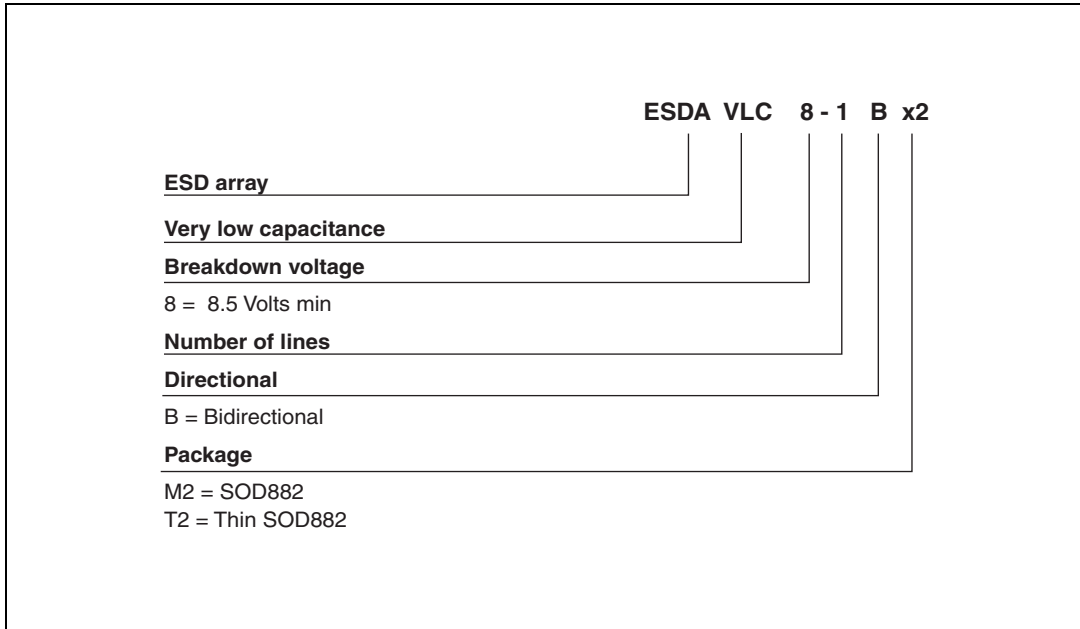 ESDA VLC 8 - 1 B x2
ESD array
Very low capacitance
Breakdown voltage
8 = 8.5 Volts min
Number of lines
Directional
B = Bidirectional
Package
M2 = SOD882
T2 = Thin SOD882